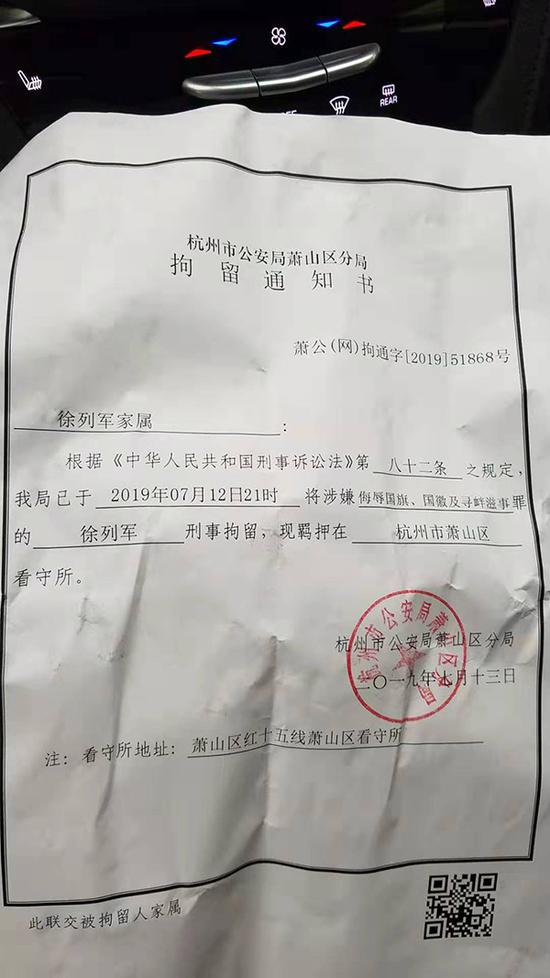 REAR
杭州市公安局萧山区分局
拘留通知书
萧公(网)拘通字[2019]51868号
徐列军家属:
根据《中华人民共和国刑事诉讼法》第 八十二条 之规定,
我局已于 2019年07月12日21时 将涉嫌 侮辱国旗、国徽及寻衅滋事罪
的 徐列军 刑事拘留,现羁押在 杭州市萧山区
看守所。
杭州市公安局萧山区分局
杭州市公安局萧山区分局
二〇一九年七月十三日
注:看守所地址:萧山区红十五线萧山区看守所
此联交被拘留人家属